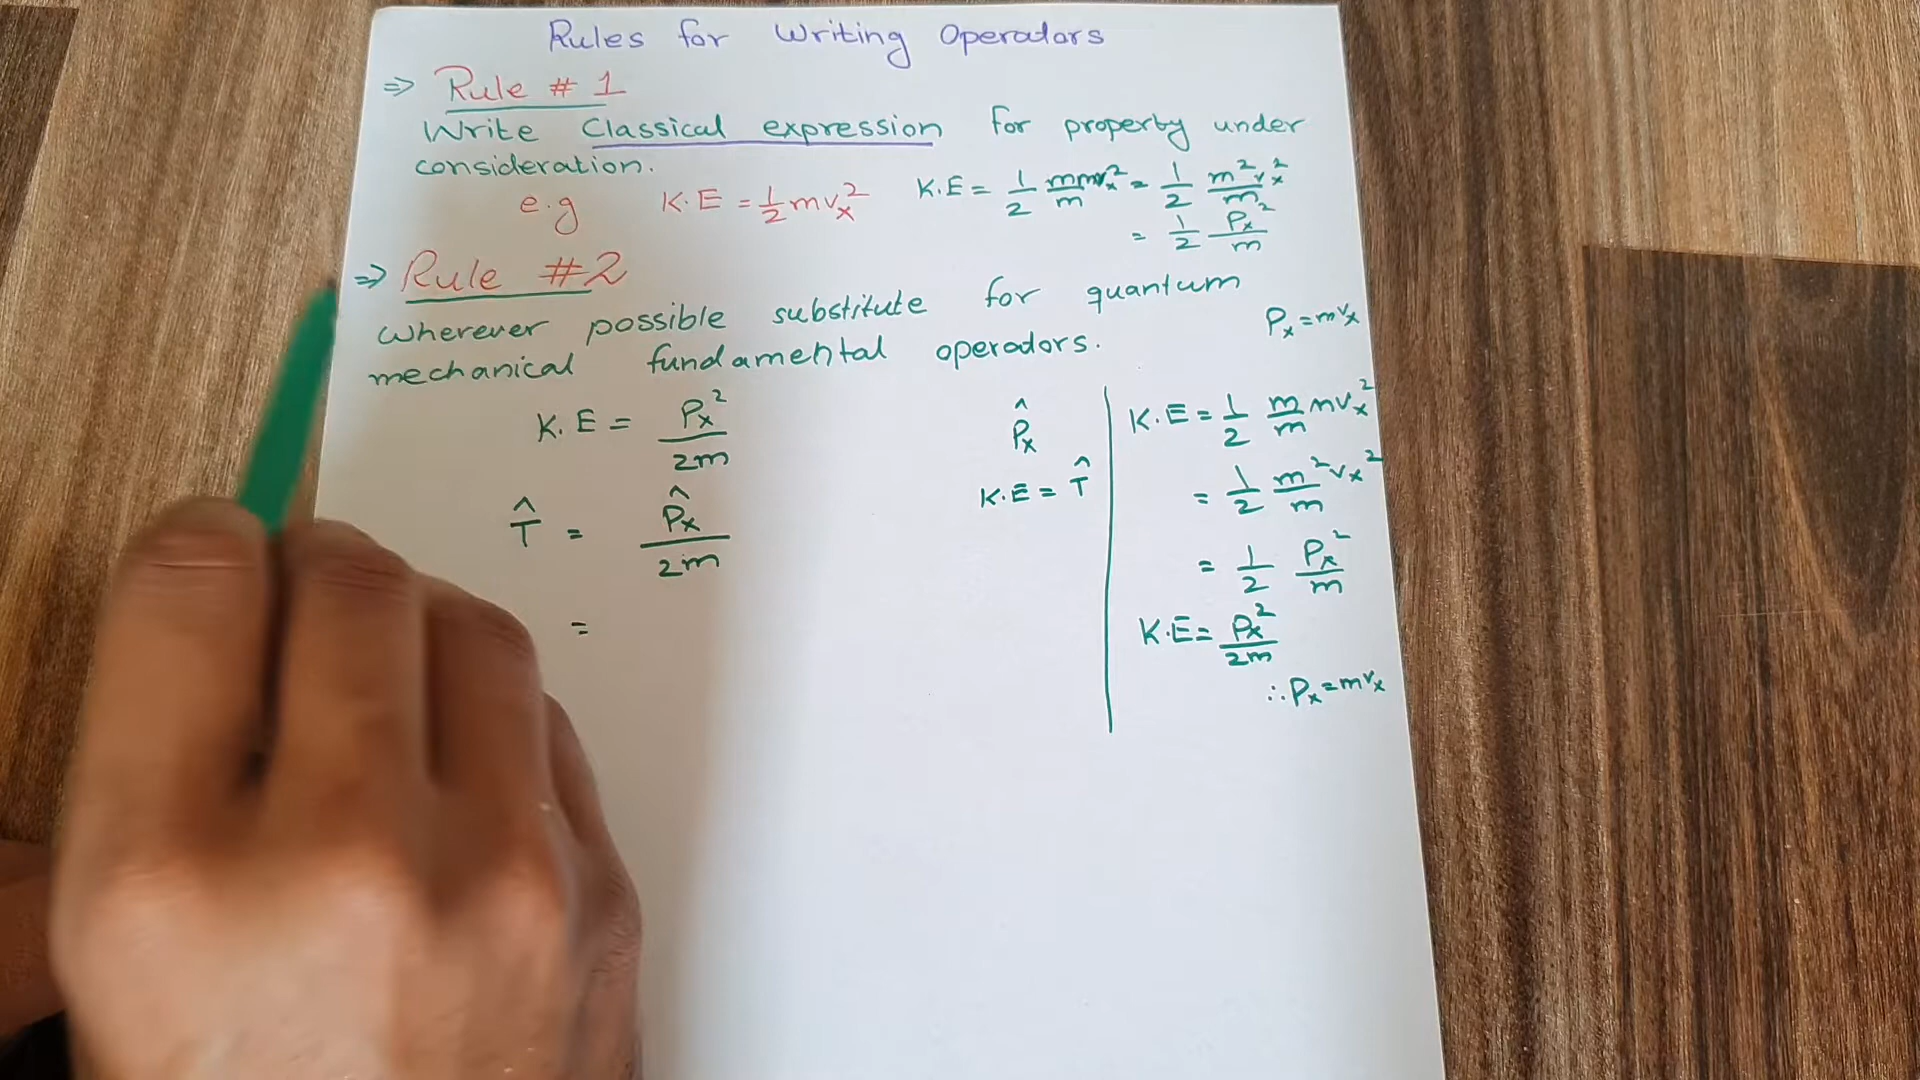 Rules for Writing Operators
⇒ Rule # 1
Write Classical expression for property under
consideration.
e.g K.E = 1/2 mvx² K.E = 1/2 m/m mvx² = 1/2 m²vx²/m
= 1/2 Px²/m
⇒ Rule #2
wherever possible substitute for quantum
mechanical fundamental operators.
Px = mvx
K.E = Px²/2m
T̂ = P̂x/2m
=
P̂x
K.E = T̂
K.E = 1/2 m/m mvx²
= 1/2 m²vx²/m
= 1/2 Px²/m
K.E = Px²/2m
∴ Px = mvx